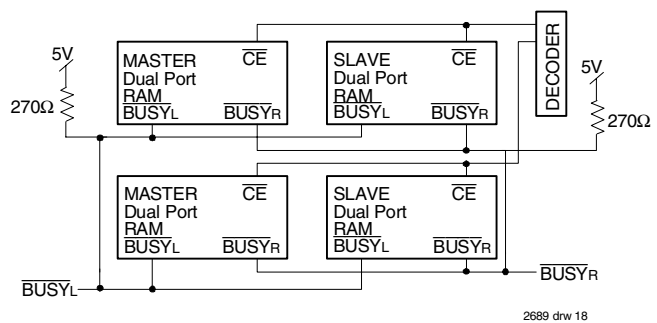 MASTER
Dual Port
RAM
BUSYL
CE
BUSYR
SLAVE
Dual Port
RAM
BUSYL
CE
BUSYR
DECODER
5V
270Ω
5V
270Ω
MASTER
Dual Port
RAM
BUSYL
CE
BUSYR
SLAVE
Dual Port
RAM
BUSYL
CE
BUSYR
BUSYL
BUSYR
2689 drw 18